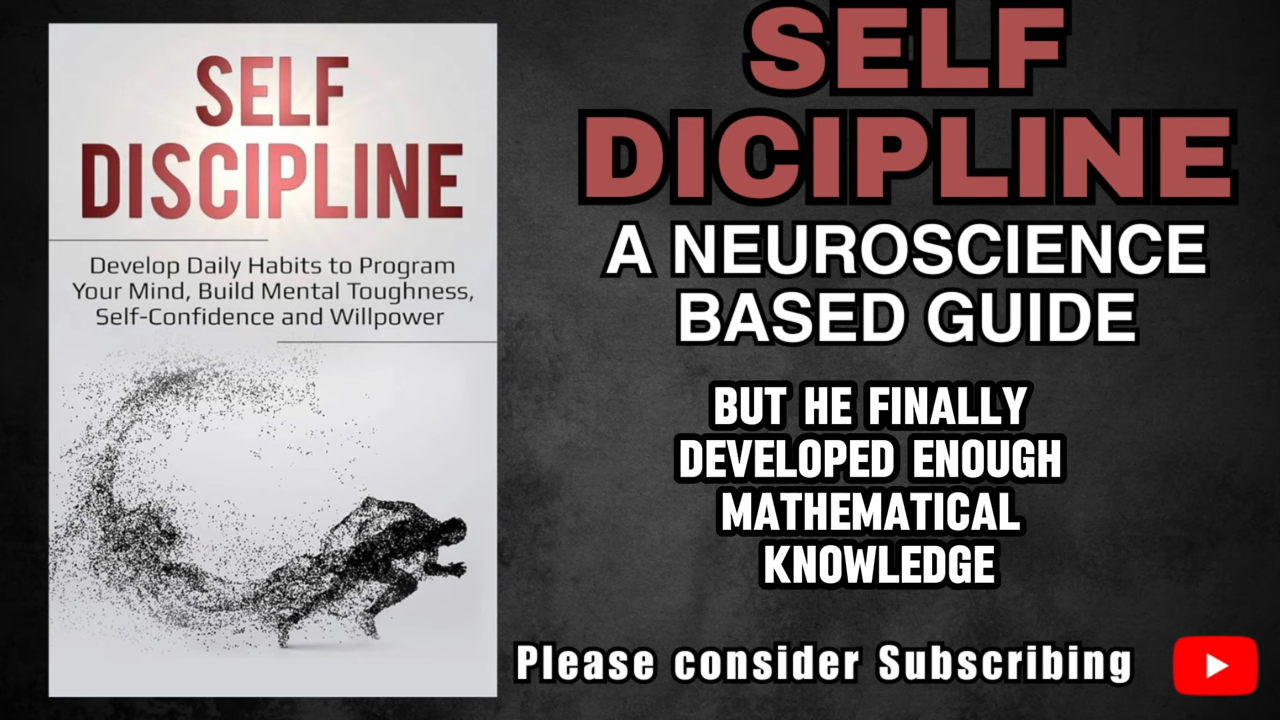 SELF
DISCIPLINE
Develop Daily Habits to Program
Your Mind, Build Mental Toughness,
Self-Confidence and Willpower
SELF
DICIPLINE
A NEUROSCIENCE
BASED GUIDE
BUT HE FINALLY
DEVELOPED ENOUGH
MATHEMATICAL
KNOWLEDGE
Please consider Subscribing